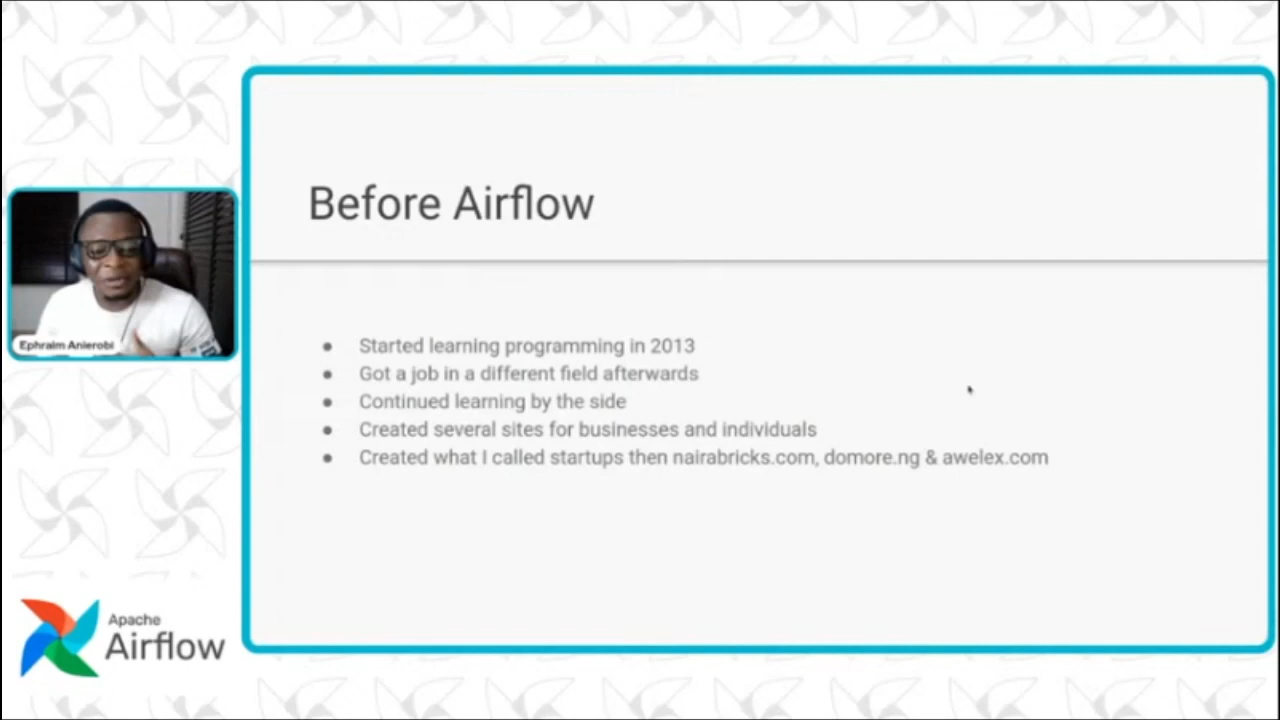 Before Airflow
Started learning programming in 2013
Got a job in a different field afterwards
Continued learning by the side
Created several sites for businesses and individuals
Created what I called startups then nairabricks.com, domore.ng & awelex.com
Ephraim Anierobi
Apache
Airflow